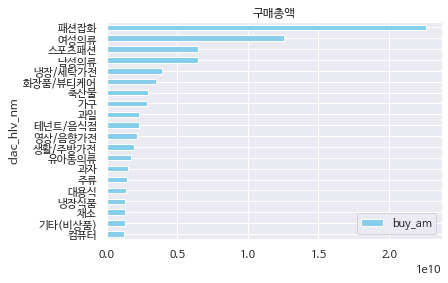 구매총액
clac_hlv_nm
패션잡화
여성의류
스포츠패션
남성의류
냉장/세탁가전
화장품/뷰티케어
축산물
가구
과일
테넌트/음식점
영상/음향가전
생활/주방가전
유아동의류
과자
주류
대용식
냉장식품
채소
기타(비상품)
컴퓨터
buy_am
0.0 0.5 1.0 1.5 2.0
1e10